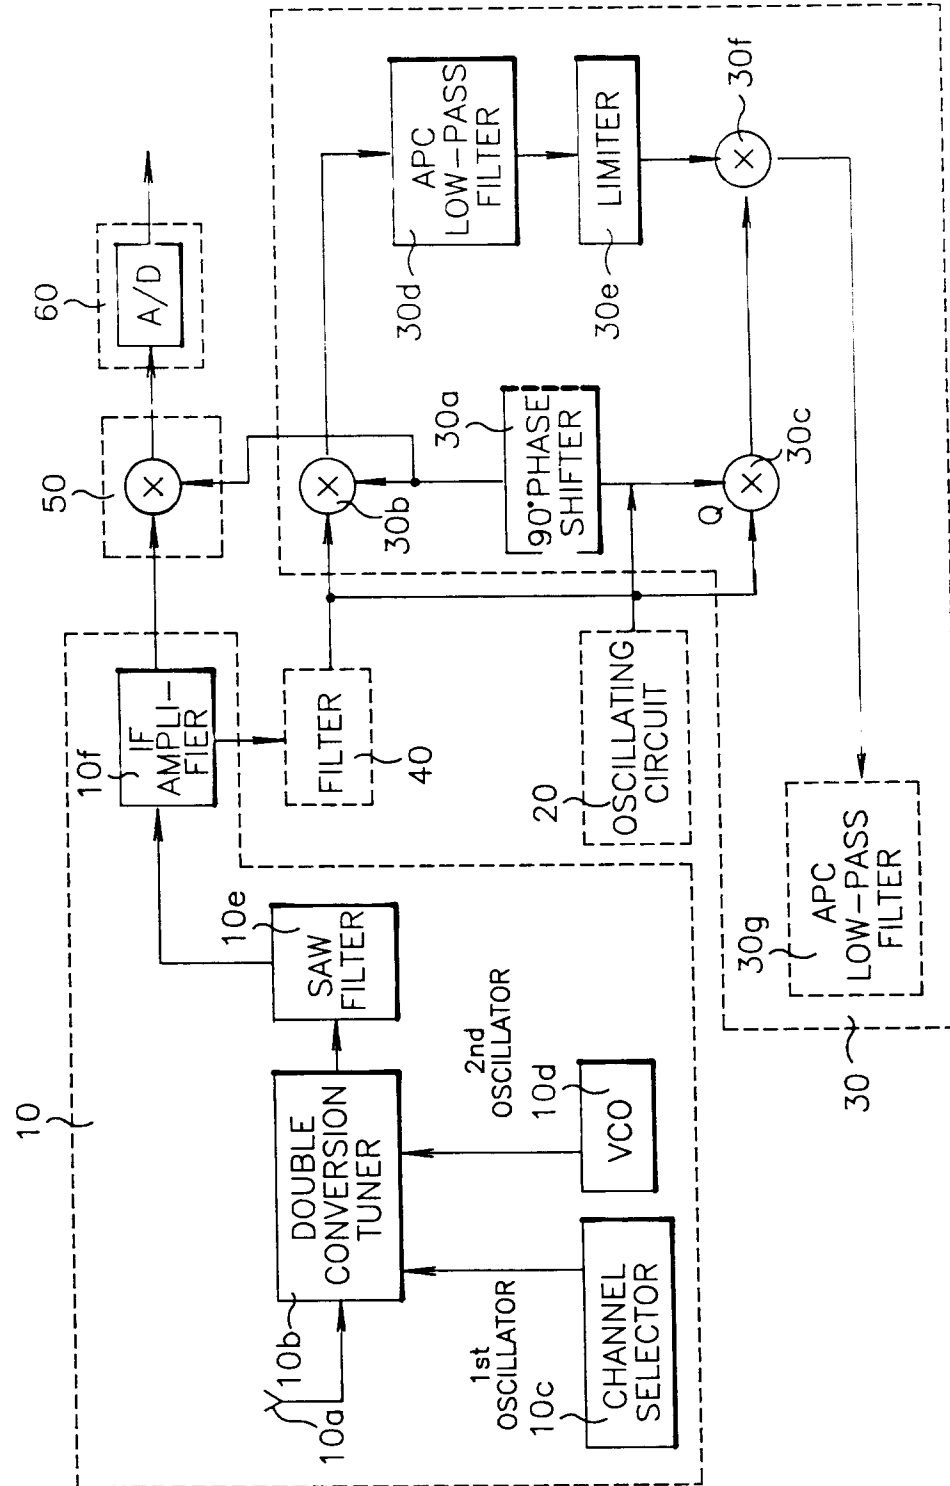 10
10a
10b
DOUBLE
CONVERSION
TUNER
1st
OSCILLATOR
10c
CHANNEL
SELECTOR
2nd
OSCILLATOR
10d
VCO
10e
SAW
FILTER
10f
IF
AMPLI-
FIER
FILTER
40
20
OSCILLATING
CIRCUIT
50
×
60
A/D
×
30b
30a
90°PHASE
SHIFTER
Q
×
30c
APC
LOW-PASS
FILTER
30d
LIMITER
30e
×
30f
30g
APC
LOW-PASS
FILTER
30